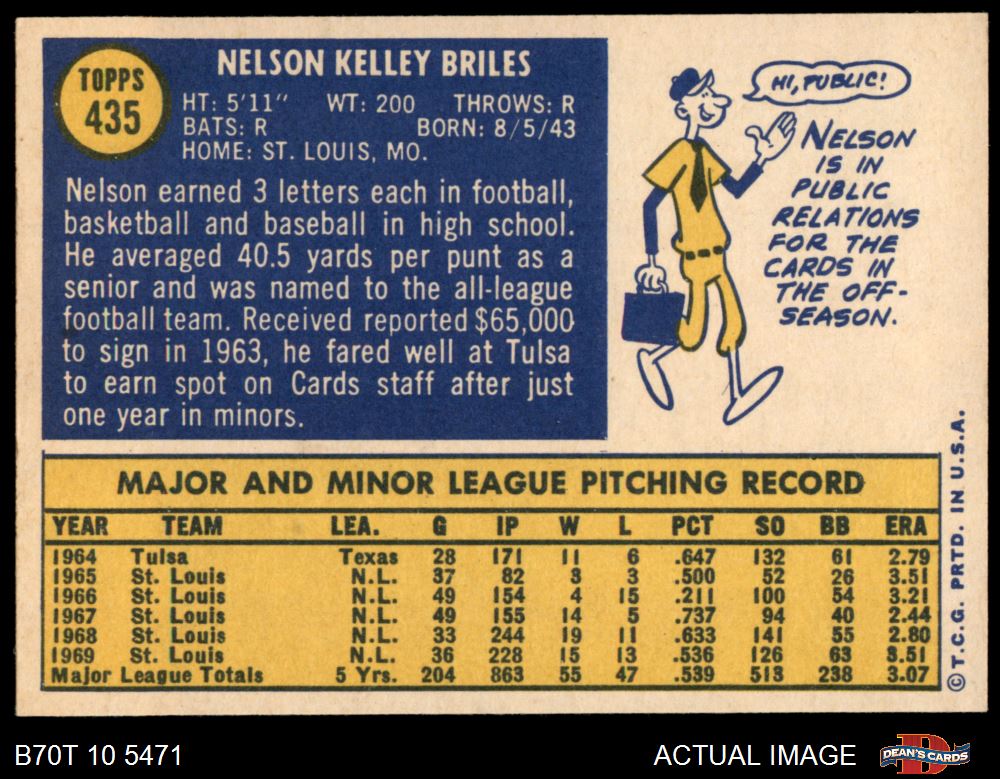 TOPPS
435
NELSON KELLEY BRILES
HT: 5'11" WT: 200 THROWS: R
BATS: R BORN: 8/5/43
HOME: ST. LOUIS, MO.
Nelson earned 3 letters each in football,
basketball and baseball in high school.
He averaged 40.5 yards per punt as a
senior and was named to the all-league
football team. Received reported $65,000
to sign in 1963, he fared well at Tulsa
to earn spot on Cards staff after just
one year in minors.
HI, PUBLIC!
NELSON
IS IN
PUBLIC
RELATIONS
FOR THE
CARDS IN
THE OFF-
SEASON.
MAJOR AND MINOR LEAGUE PITCHING RECORD
YEAR TEAM LEA. G IP W L PCT SO BB ERA
1964 Tulsa Texas 28 171 11 6 .647 132 61 2.79
1965 St. Louis N.L. 37 82 3 3 .500 52 26 3.51
1966 St. Louis N.L. 49 154 4 15 .211 100 54 3.21
1967 St. Louis N.L. 49 155 14 5 .737 94 40 2.44
1968 St. Louis N.L. 33 244 19 11 .633 141 55 2.80
1969 St. Louis N.L. 36 228 15 13 .536 126 63 3.51
Major League Totals 5 Yrs. 204 863 55 47 .539 513 238 3.07
©T.C.G. PRTD. IN U.S.A.
B70T 10 5471 ACTUAL IMAGE
DEAN'S CARDS